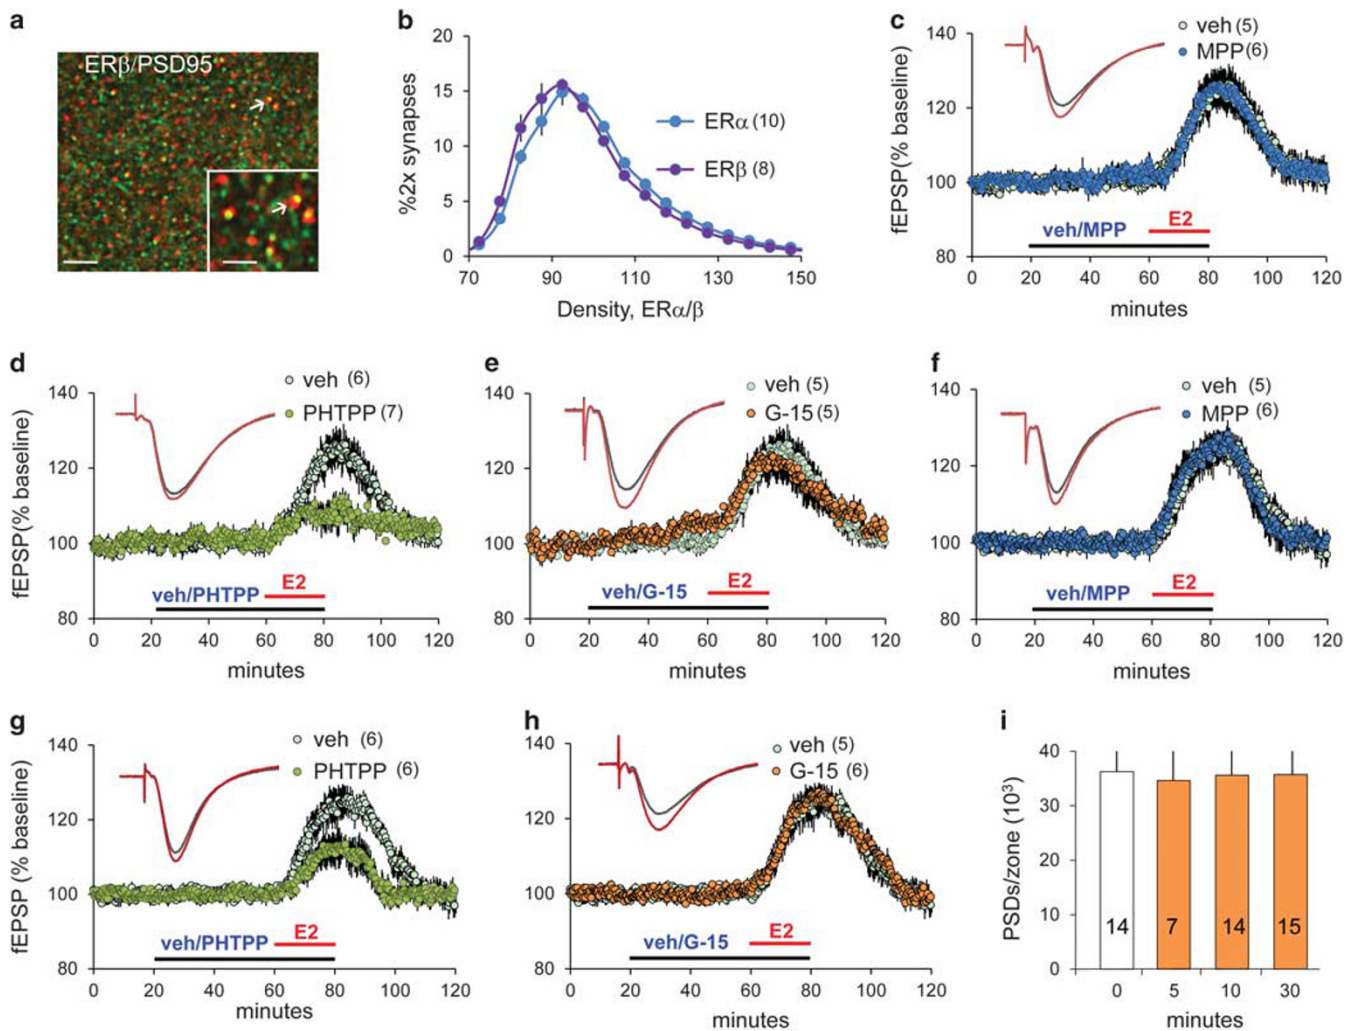 a
ERβ/PSD95
b
20
15
10
5
0
%2x synapses
ERα (10)
ERβ (8)
70 90 110 130 150
Density, ERα/β
c
140
120
100
80
fEPSP(% baseline)
veh (5)
MPP (6)
E2
veh/MPP
0 20 40 60 80 100 120
minutes
d
140
120
100
80
fEPSP(% baseline)
veh (6)
PHTPP (7)
E2
veh/PHTPP
0 20 40 60 80 100 120
minutes
e
140
120
100
80
veh (5)
G-15 (5)
E2
veh/G-15
0 20 40 60 80 100 120
minutes
f
140
120
100
80
veh (5)
MPP (6)
E2
veh/MPP
0 20 40 60 80 100 120
minutes
g
140
120
100
80
fEPSP (% baseline)
veh (6)
PHTPP (6)
E2
veh/PHTPP
0 20 40 60 80 100 120
minutes
h
140
120
100
80
veh (5)
G-15 (6)
E2
veh/G-15
0 20 40 60 80 100 120
minutes
i
40
30
20
10
0
PSDs/zone (10³)
14 7 14 15
0 5 10 30
minutes